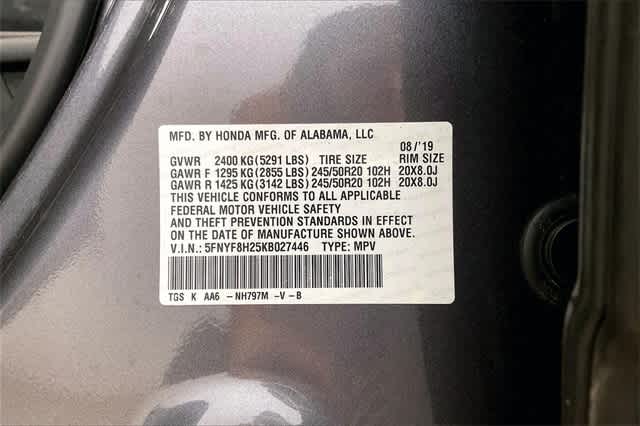 MFD. BY HONDA MFG. OF ALABAMA, LLC
08/'19
GVWR 2400 KG(5291 LBS) TIRE SIZE RIM SIZE
GAWR F 1295 KG(2855 LBS) 245/50R20 102H 20X8.0J
GAWR R 1425 KG(3142 LBS) 245/50R20 102H 20X8.0J
THIS VEHICLE CONFORMS TO ALL APPLICABLE
FEDERAL MOTOR VEHICLE SAFETY
AND THEFT PREVENTION STANDARDS IN EFFECT
ON THE DATE OF MANUFACTURE SHOWN ABOVE.
V.I.N.: 5FNYF8H25KB027446 TYPE: MPV
TGS K AA6 -NH797M -V -B